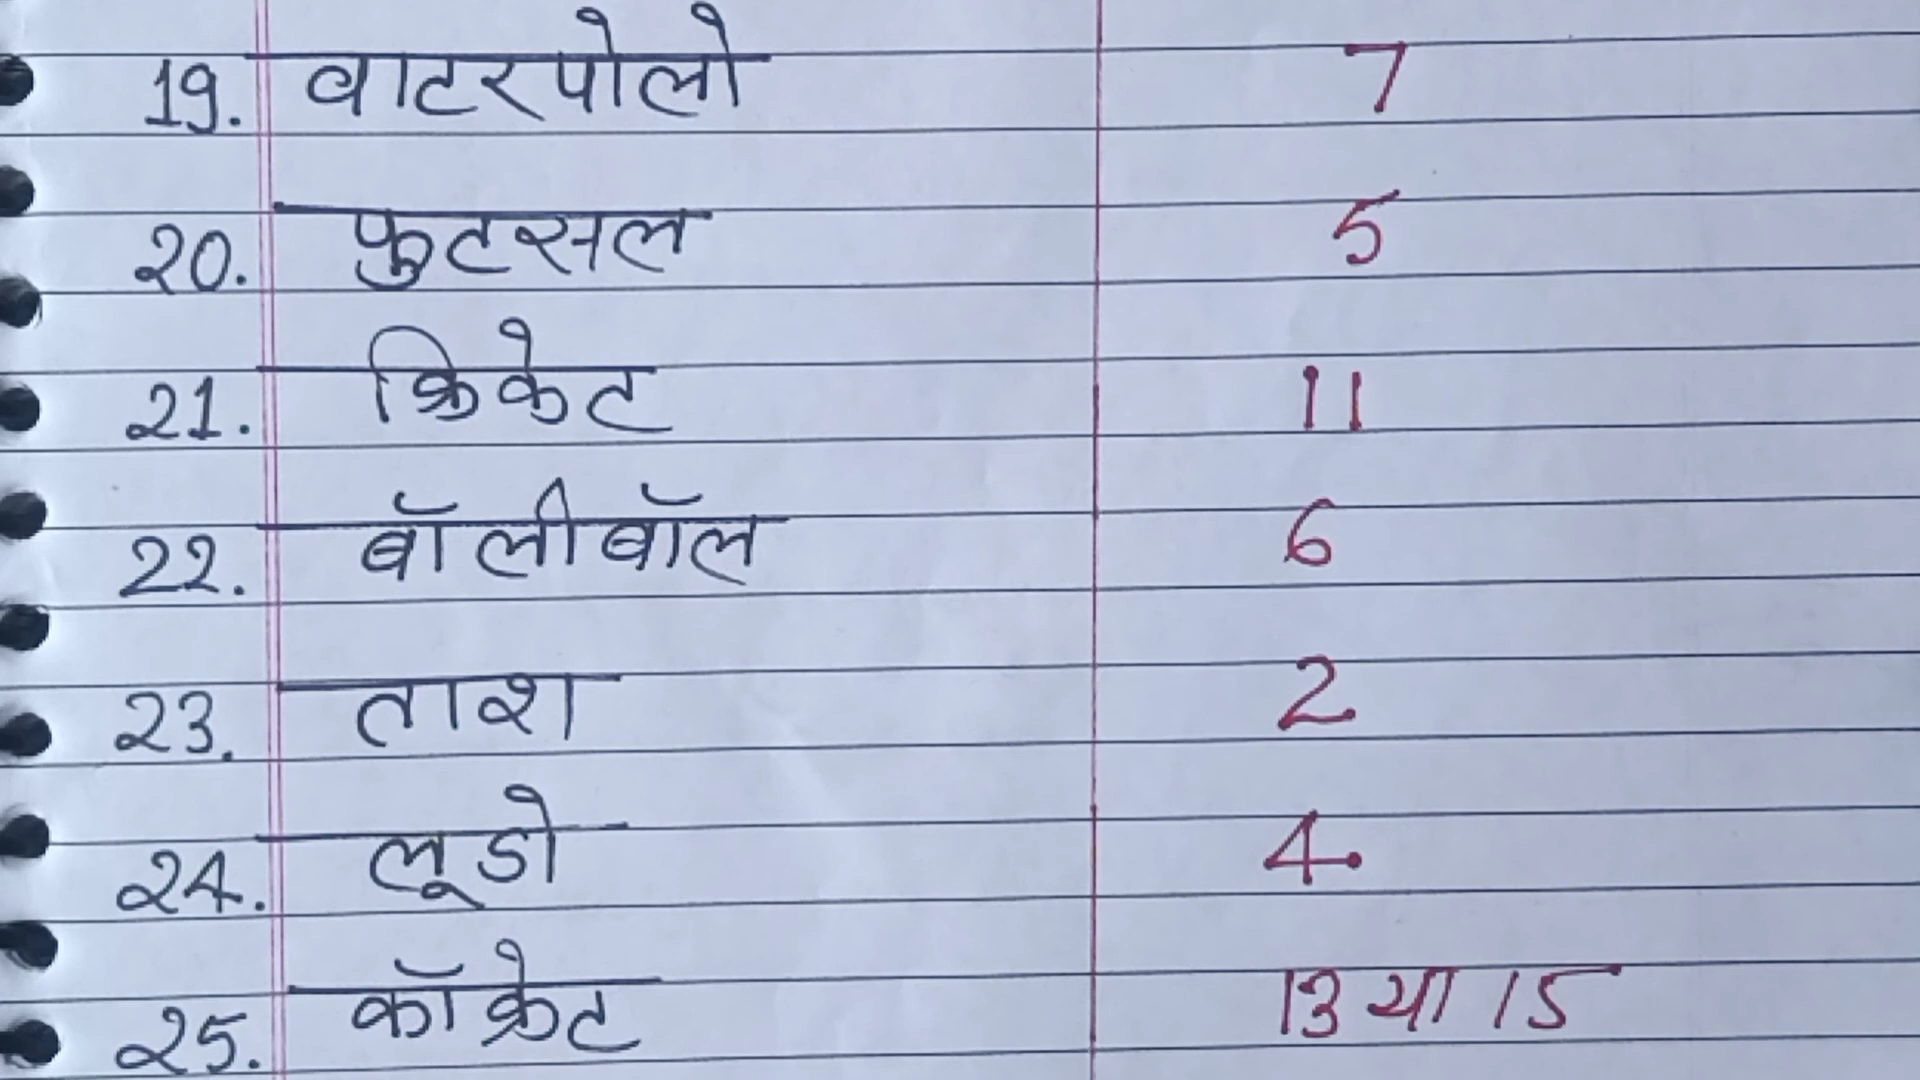 19. वाटरपोलो 7
20. फुटसल 5
21. क्रिकेट 11
22. बॉलीबॉल 6
23. ताश 2
24. लूडो 4
25. कॉक्रेट 13 या 15